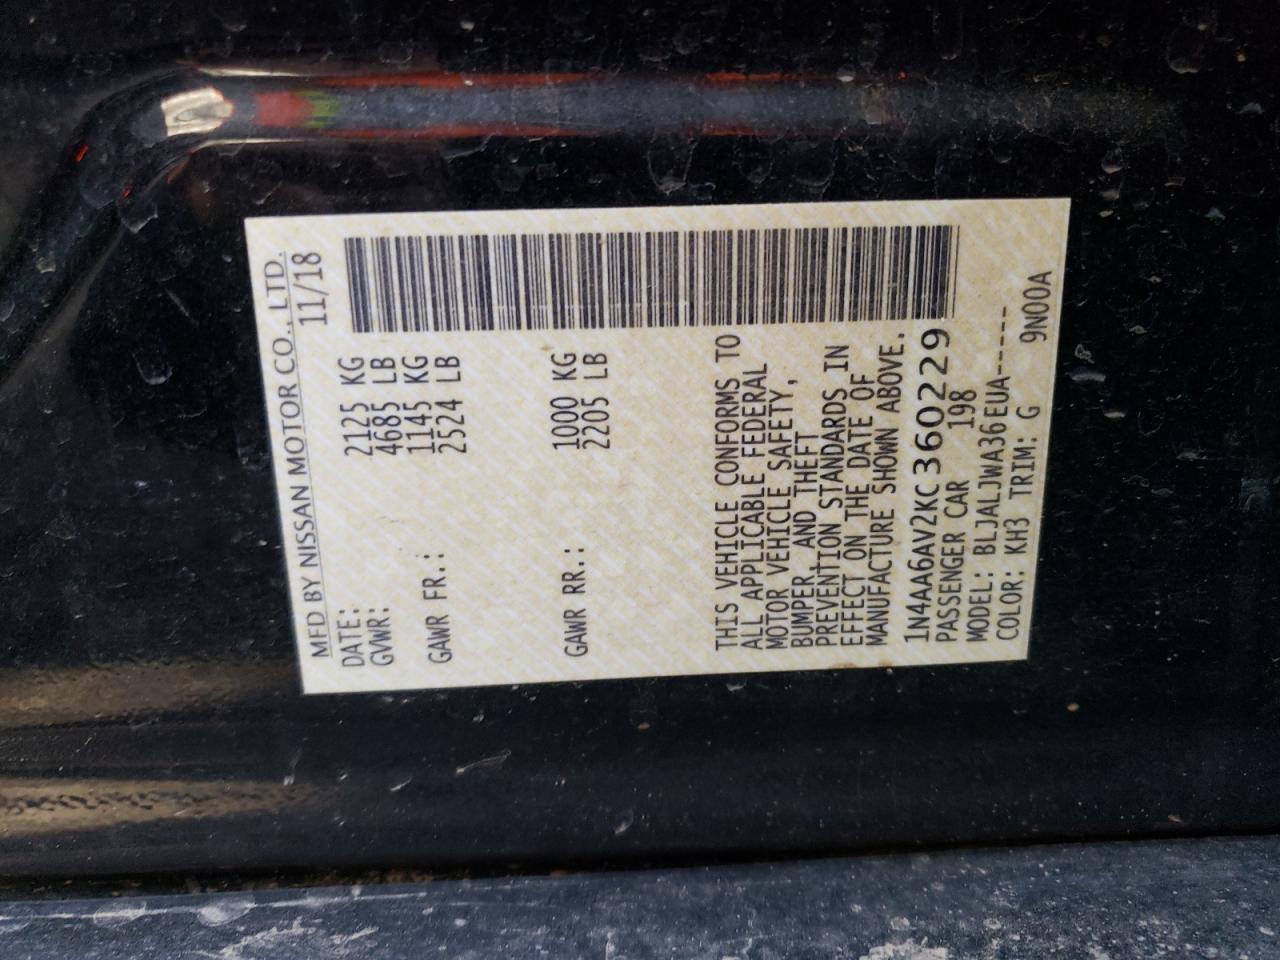 MFD BY NISSAN MOTOR CO., LTD.
DATE: 11/18
GVWR: 2125 KG
4685 LB
GAWR FR.: 1145 KG
2524 LB
GAWR RR.: 1000 KG
2205 LB
THIS VEHICLE CONFORMS TO
ALL APPLICABLE FEDERAL
MOTOR VEHICLE SAFETY,
BUMPER, AND THEFT
PREVENTION STANDARDS IN
EFFECT ON THE DATE OF
MANUFACTURE SHOWN ABOVE.
1N4AA6AV2KC360229
PASSENGER CAR 198
MODEL: BLJALJWA36EUA-----
COLOR: KH3 TRIM: G 9N00A